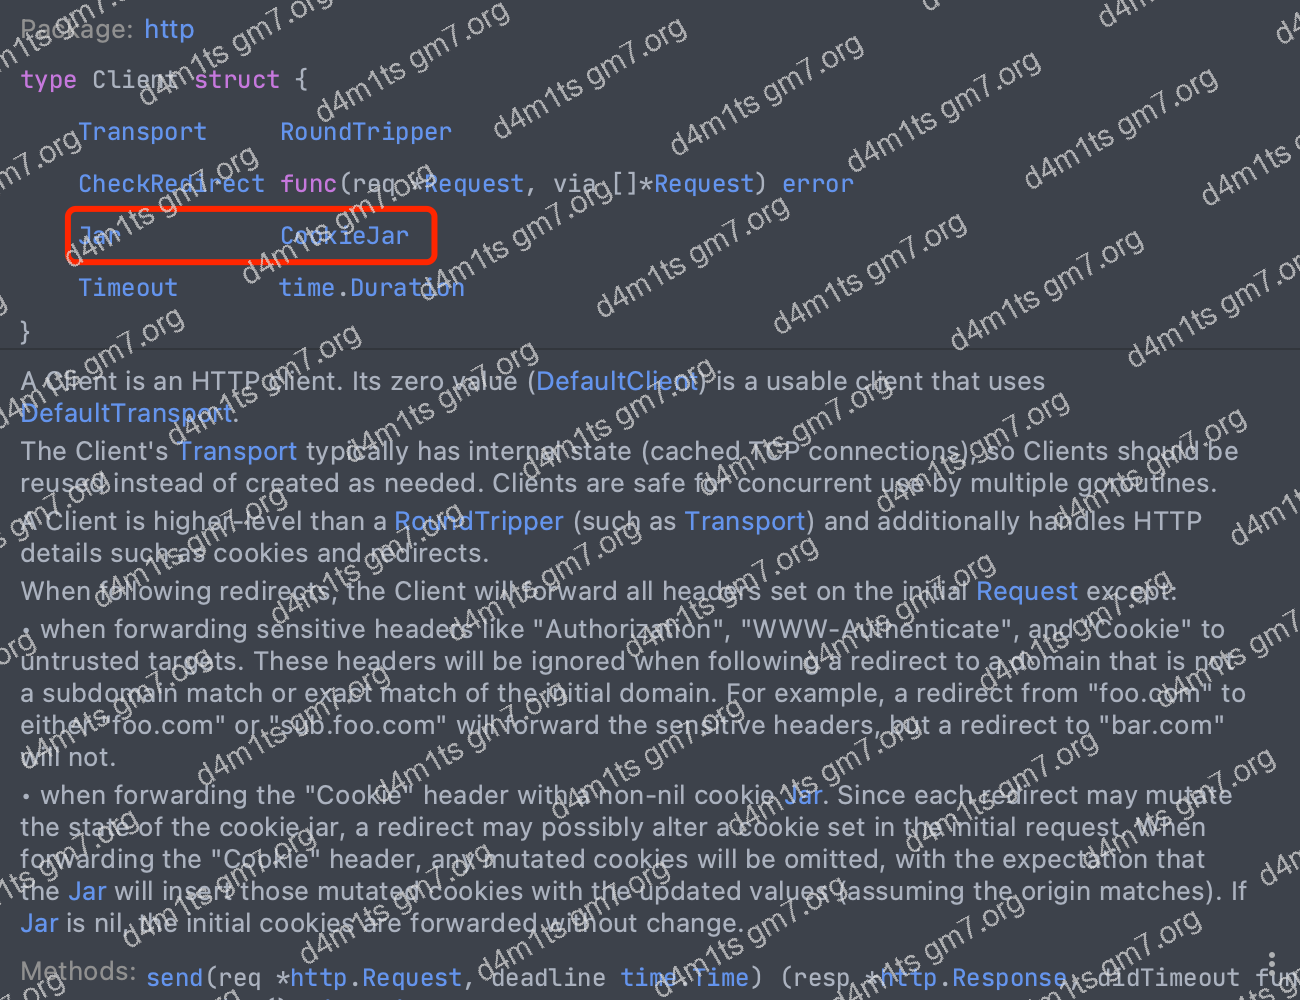 Package: http
type Client struct {
Transport RoundTripper
CheckRedirect func(req *Request, via []*Request) error
Jar CookieJar
Timeout time.Duration
}
A Client is an HTTP client. Its zero value (DefaultClient) is a usable client that uses
DefaultTransport.
The Client's Transport typically has internal state (cached TCP connections), so Clients should be
reused instead of created as needed. Clients are safe for concurrent use by multiple goroutines.
A Client is higher-level than a RoundTripper (such as Transport) and additionally handles HTTP
details such as cookies and redirects.
When following redirects, the Client will forward all headers set on the initial Request except:
• when forwarding sensitive headers like "Authorization", "WWW-Authenticate", and "Cookie" to
untrusted targets. These headers will be ignored when following a redirect to a domain that is not
a subdomain match or exact match of the initial domain. For example, a redirect from "foo.com" to
either "foo.com" or "sub.foo.com" will forward the sensitive headers, but a redirect to "bar.com"
will not.
• when forwarding the "Cookie" header with a non-nil cookie Jar. Since each redirect may mutate
the state of the cookie jar, a redirect may possibly alter a cookie set in the initial request. When
forwarding the "Cookie" header, any mutated cookies will be omitted, with the expectation that
the Jar will insert those mutated cookies with the updated values (assuming the origin matches). If
Jar is nil, the initial cookies are forwarded without change.
Methods: send(req *http.Request, deadline time.Time) (resp *http.Response, didTimeout fun
d4m1ts gm7.org